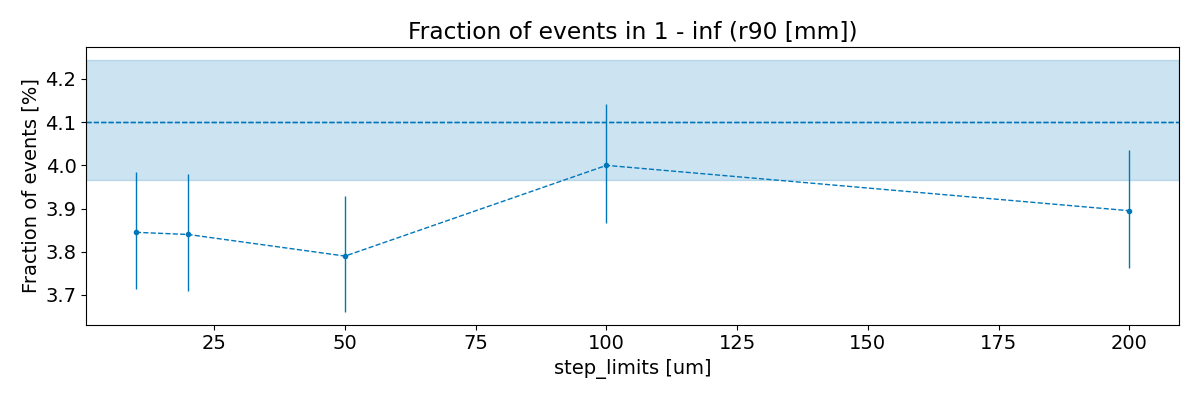 Fraction of events in 1 - inf (r90 [mm])
Fraction of events [%]
4.2
4.1
4.0
3.9
3.8
3.7
25 50 75 100 125 150 175 200
step_limits [um]